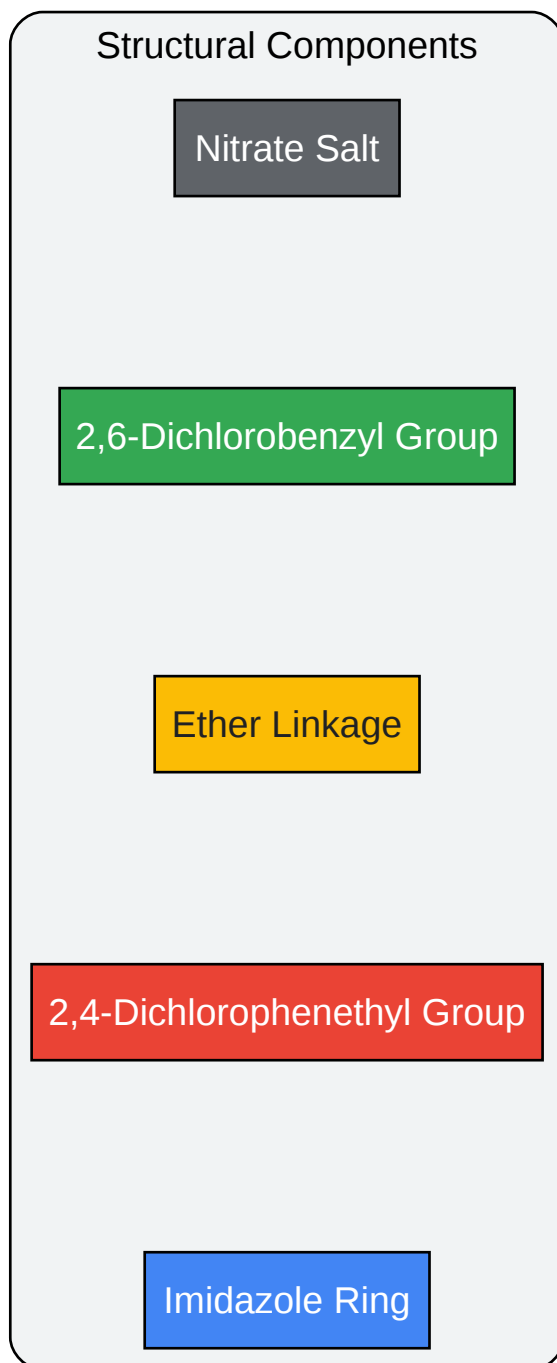 Structural Components
Nitrate Salt
2,6-Dichlorobenzyl Group
Ether Linkage
2,4-Dichlorophenethyl Group
Imidazole Ring